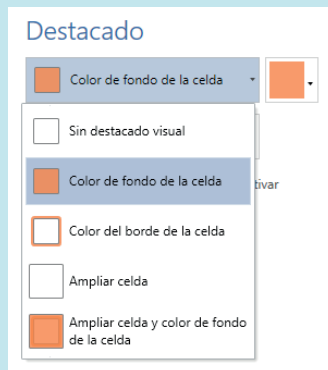 Destacado
Color de fondo de la celda
Sin destacado visual
Color de fondo de la celda
tivar
Color del borde de la celda
Ampliar celda
Ampliar celda y color de fondo
de la celda